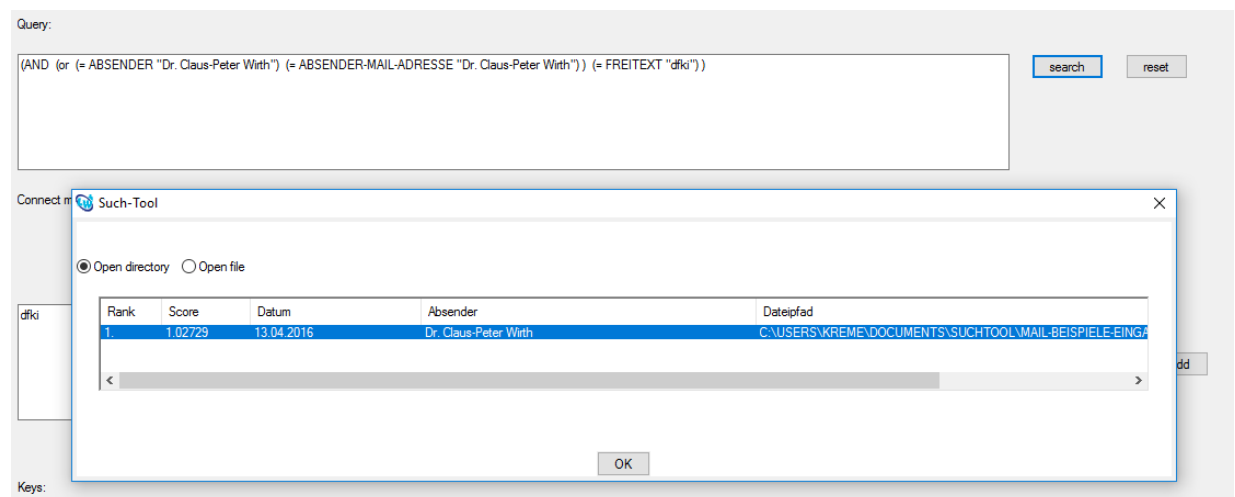 Query:
(AND (or (= ABSENDER "Dr. Claus-Peter Wirth") (= ABSENDER-MAIL-ADRESSE "Dr. Claus-Peter Wirth") ) (= FREITEXT "dfki") )
search reset
Connect m
Such-Tool
Open directory Open file
dfki
Rank Score Datum Absender Dateipfad
1. 1.02729 13.04.2016 Dr. Claus-Peter Wirth C:\USERS\KREME\DOCUMENTS\SUCHTOOL\MAIL-BEISPIELE-EINGA
dd
OK
Keys: